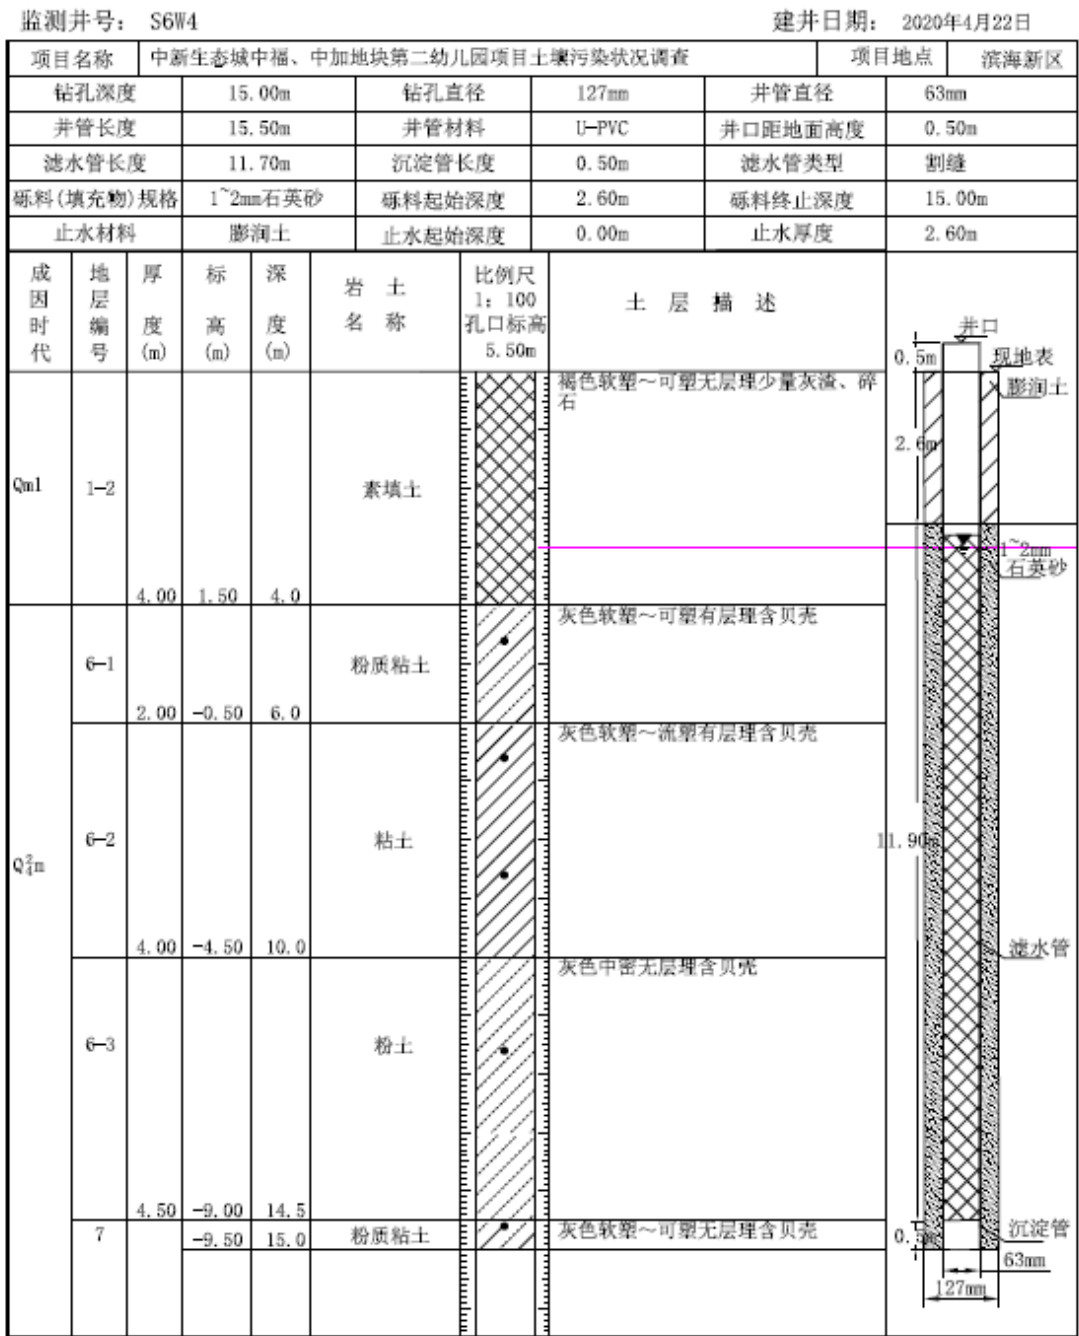 监测井号： S6W4 建井日期： 2020年4月22日
项目名称 中新生态城中福、中加地块第二幼儿园项目土壤污染状况调查 项目地点 滨海新区
钻孔深度 15.00m 钻孔直径 127mm 井管直径 63mm
井管长度 15.50m 井管材料 U-PVC 井口距地面高度 0.50m
滤水管长度 11.70m 沉淀管长度 0.50m 滤水管类型 割缝
砾料(填充物)规格 1~2mm石英砂 砾料起始深度 2.60m 砾料终止深度 15.00m
止水材料 膨润土 止水起始深度 0.00m 止水厚度 2.60m
成因时代 地层编号 厚度(m) 标高(m) 深度(m) 岩土名称 比例尺 1：100 孔口标高 5.50m 土层描述
井口
0.5m 现地表
褐色软塑～可塑无层理少量灰渣、碎石
膨润土
2.6m
Qml 1-2 素填土
1~2mm
石英砂
4.00 1.50 4.0
灰色软塑～可塑有层理含贝壳
6-1 粉质粘土
2.00 -0.50 6.0
灰色软塑～流塑有层理含贝壳
6-2 粘土 11.90m
Q₄²m
4.00 -4.50 10.0 滤水管
灰色中密无层理含贝壳
6-3 粉土
4.50 -9.00 14.5
7 -9.50 15.0 粉质粘土 灰色软塑～可塑无层理含贝壳 0.5m 沉淀管
63mm
127mm